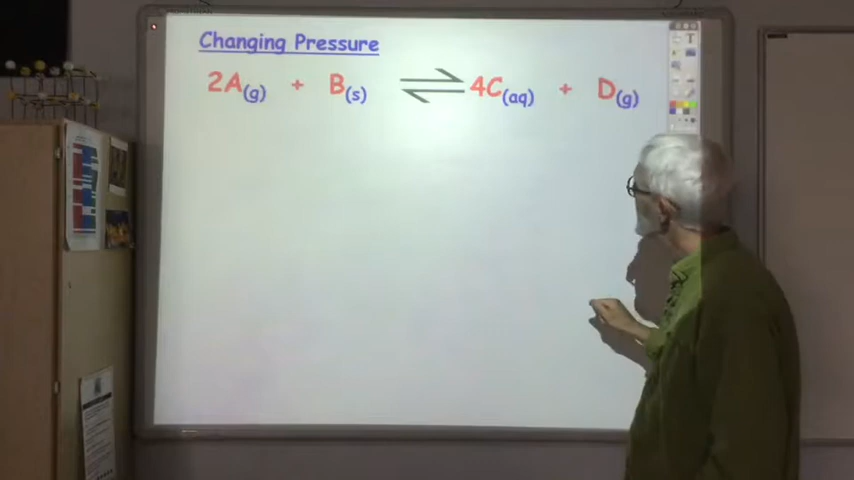 Changing Pressure
2A(g) + B(s) ⇌ 4C(aq) + D(g)
T